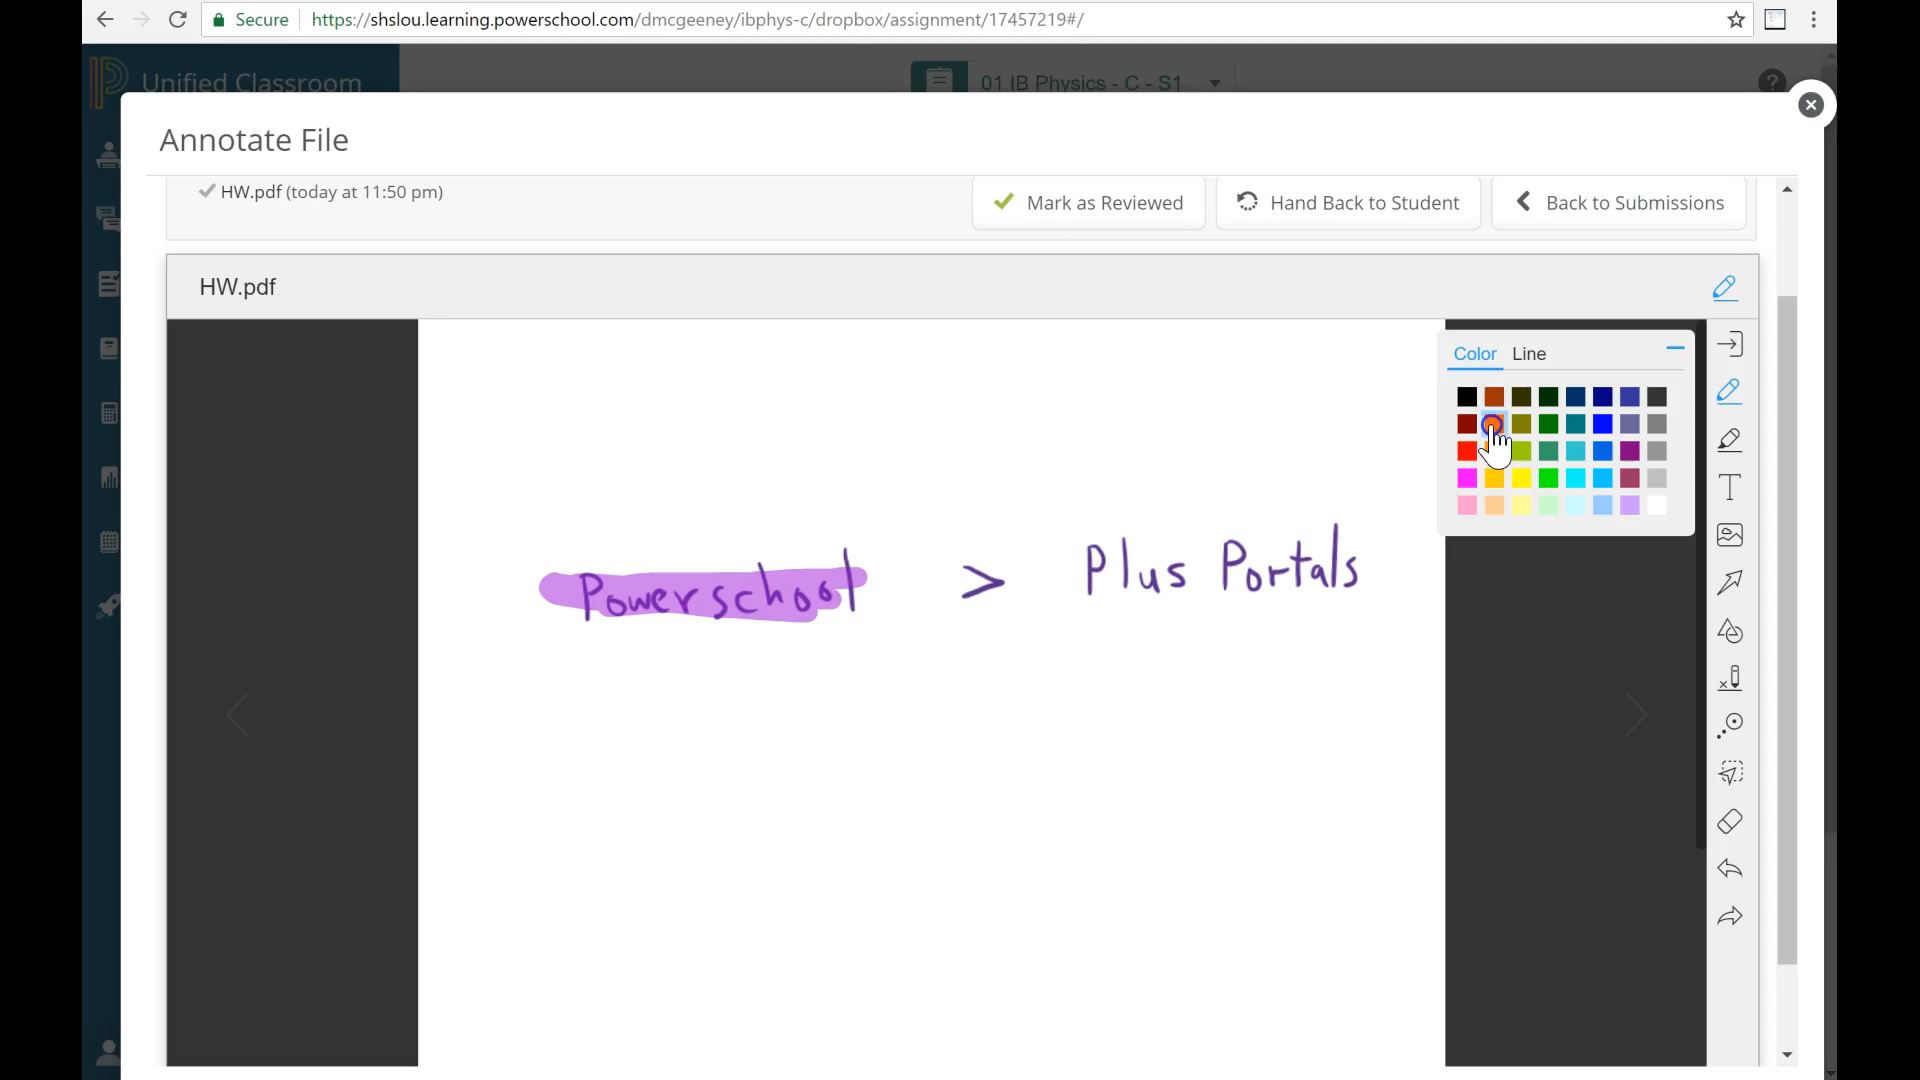 Secure https://shslou.learning.powerschool.com/dmcgeeney/ibphys-c/dropbox/assignment/17457219#/
Unified Classroom 01 IB Physics - C - S1 ?
Annotate File
HW.pdf (today at 11:50 pm) Mark as Reviewed Hand Back to Student Back to Submissions
HW.pdf
Color Line
Powerschool > Plus Portals